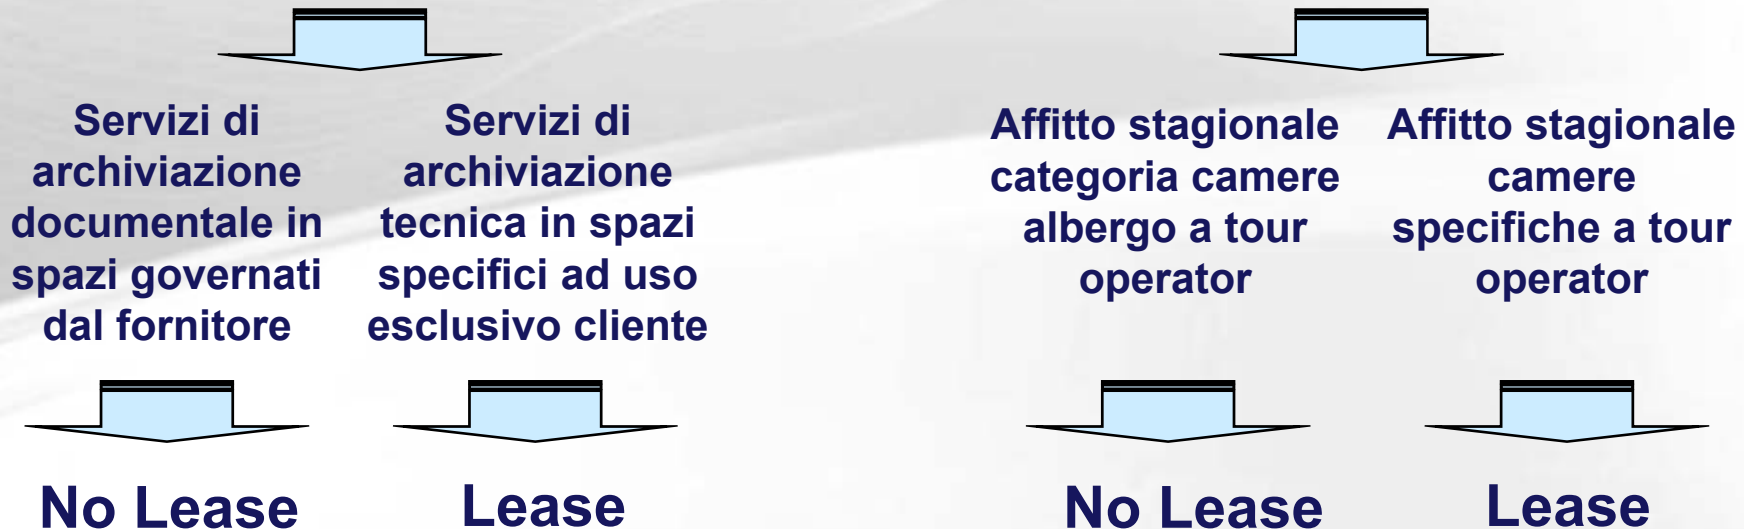 Servizi di
archiviazione
documentale in
spazi governati
dal fornitore
Servizi di
archiviazione
tecnica in spazi
specifici ad uso
esclusivo cliente
Affitto stagionale
categoria camere
albergo a tour
operator
Affitto stagionale
camere
specifiche a tour
operator
No Lease
Lease
No Lease
Lease